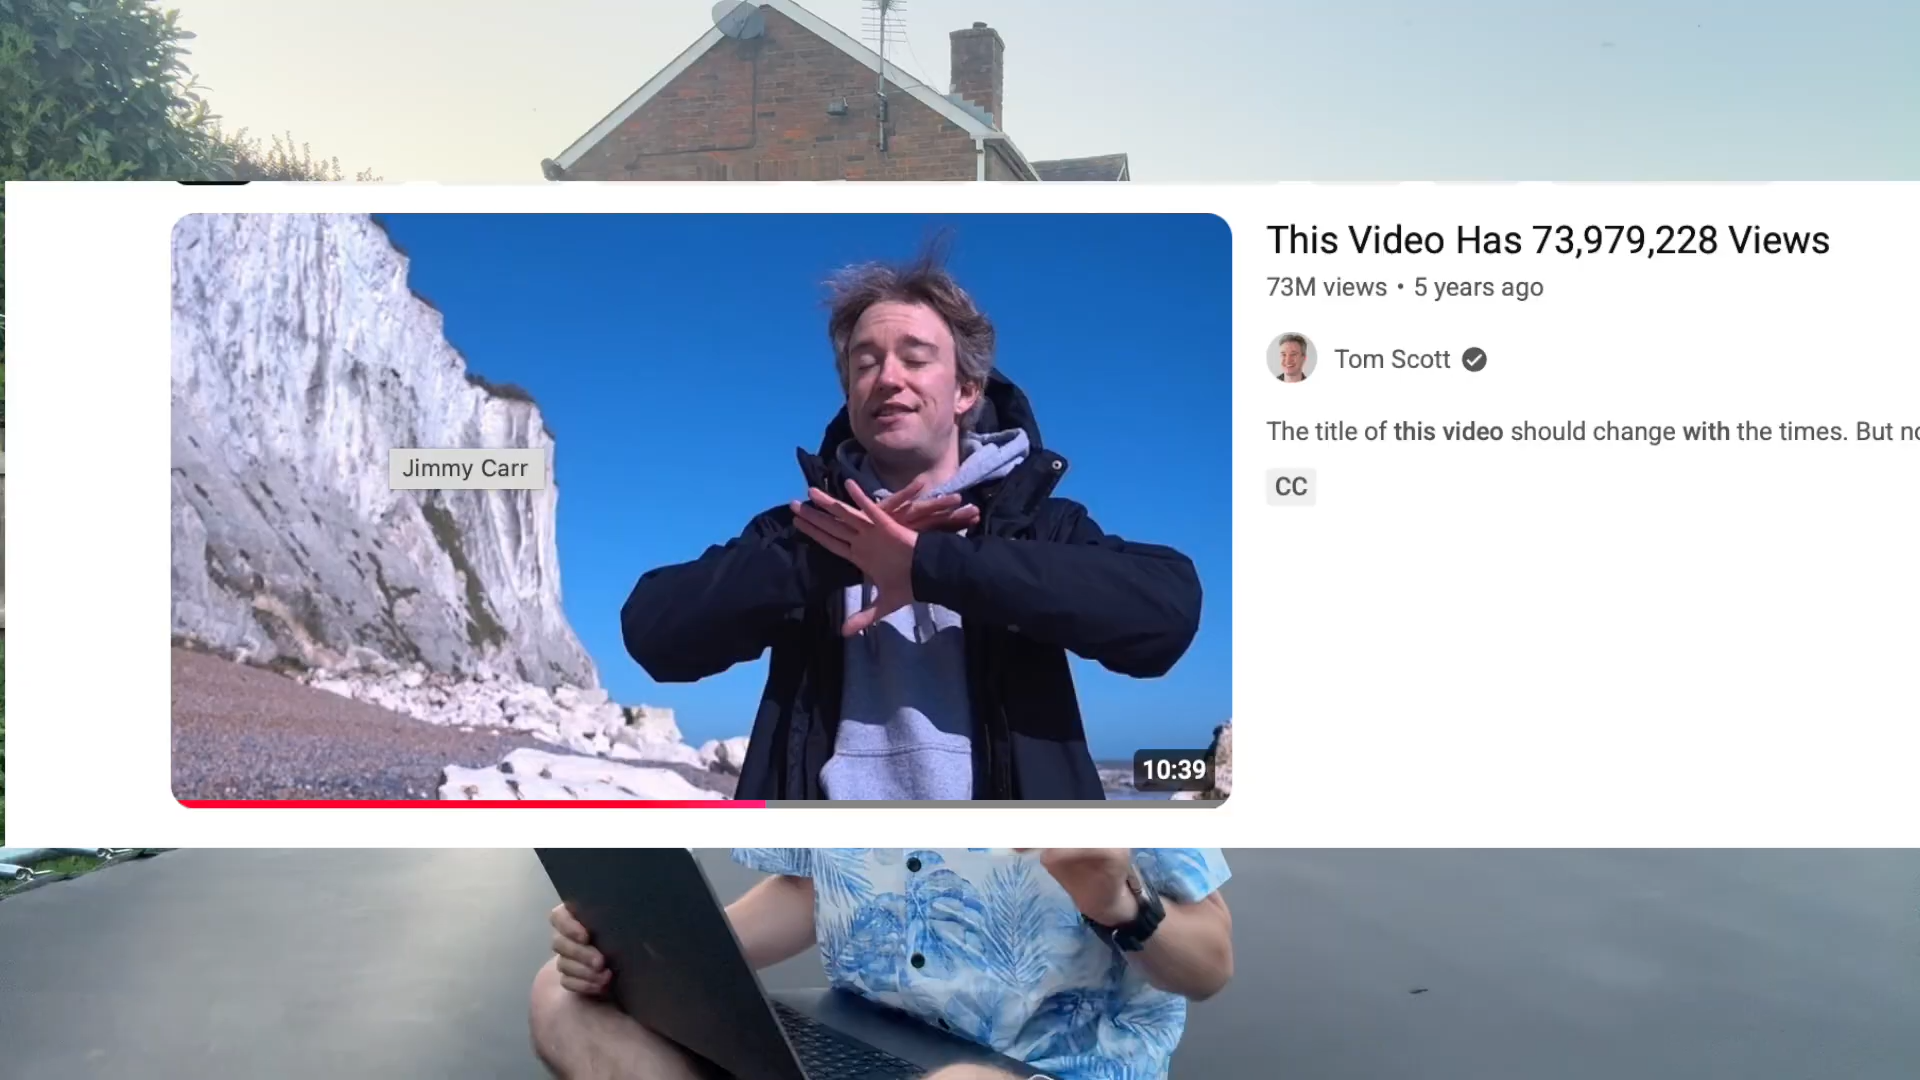 This Video Has 73,979,228 Views
73M views • 5 years ago
Tom Scott
The title of this video should change with the times. But
CC
Jimmy Carr
10:39